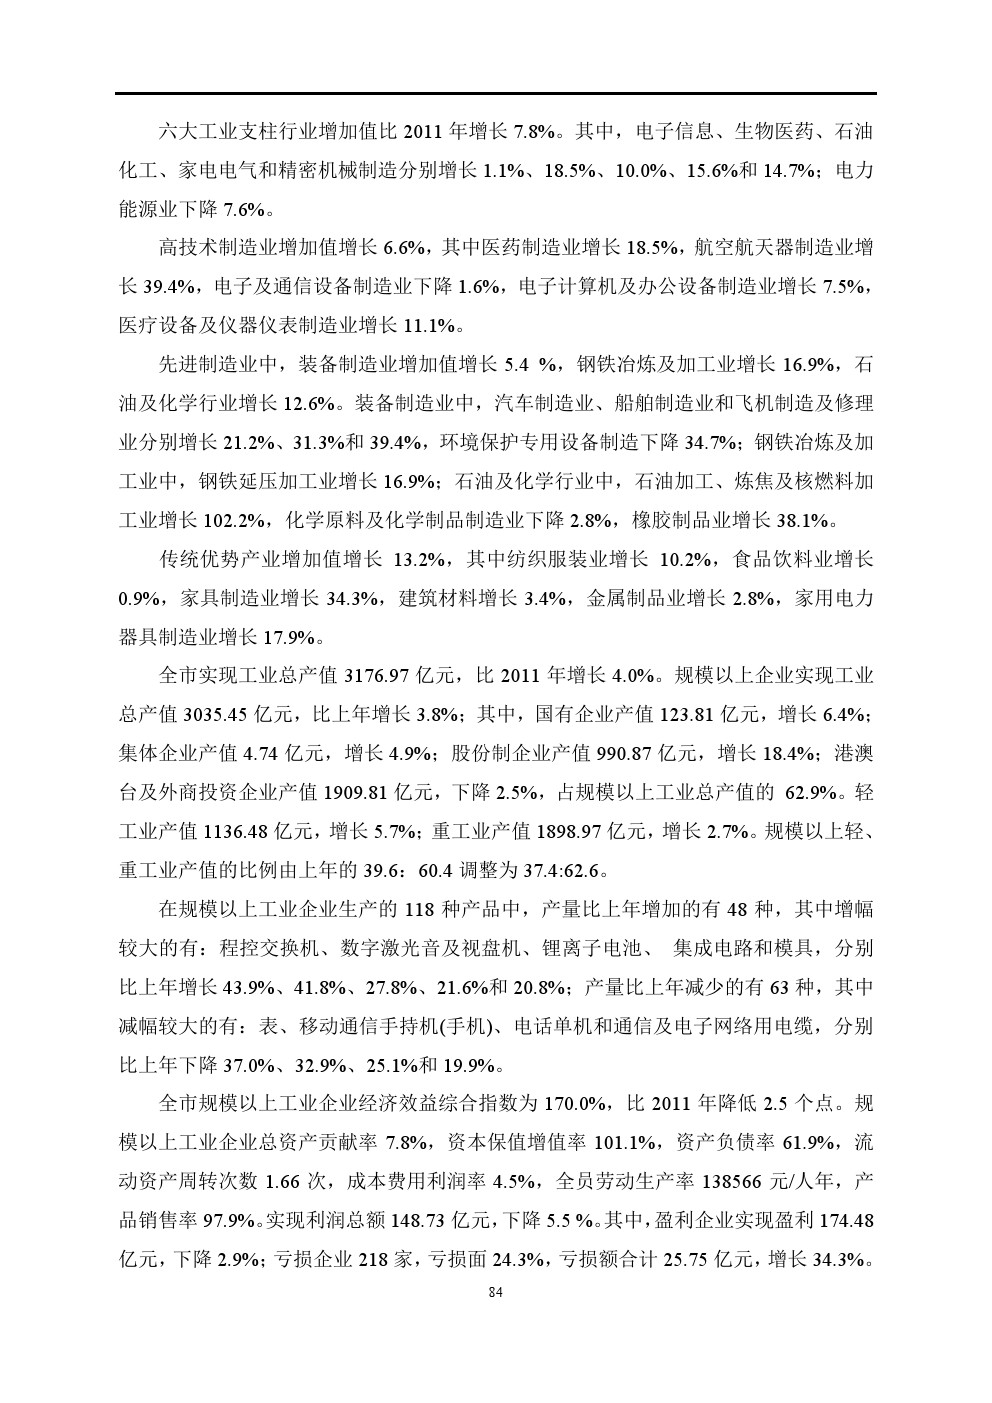 六大工业支柱行业增加值比 2011 年增长 7.8%。其中，电子信息、生物医药、石油
化工、家电电气和精密机械制造分别增长 1.1%、18.5%、10.0%、15.6%和 14.7%；电力
能源业下降 7.6%。
高技术制造业增加值增长 6.6%，其中医药制造业增长 18.5%，航空航天器制造业增
长 39.4%，电子及通信设备制造业下降 1.6%，电子计算机及办公设备制造业增长 7.5%，
医疗设备及仪器仪表制造业增长 11.1%。
先进制造业中，装备制造业增加值增长 5.4 %，钢铁冶炼及加工业增长 16.9%，石
油及化学行业增长 12.6%。装备制造业中，汽车制造业、船舶制造业和飞机制造及修理
业分别增长 21.2%、31.3%和 39.4%，环境保护专用设备制造下降 34.7%；钢铁冶炼及加
工业中，钢铁延压加工业增长 16.9%；石油及化学行业中，石油加工、炼焦及核燃料加
工业增长 102.2%，化学原料及化学制品制造业下降 2.8%，橡胶制品业增长 38.1%。
传统优势产业增加值增长 13.2%，其中纺织服装业增长 10.2%，食品饮料业增长
0.9%，家具制造业增长 34.3%，建筑材料增长 3.4%，金属制品业增长 2.8%，家用电力
器具制造业增长 17.9%。
全市实现工业总产值 3176.97 亿元，比 2011 年增长 4.0%。规模以上企业实现工业
总产值 3035.45 亿元，比上年增长 3.8%；其中，国有企业产值 123.81 亿元，增长 6.4%；
集体企业产值 4.74 亿元，增长 4.9%；股份制企业产值 990.87 亿元，增长 18.4%；港澳
台及外商投资企业产值 1909.81 亿元，下降 2.5%，占规模以上工业总产值的 62.9%。轻
工业产值 1136.48 亿元，增长 5.7%；重工业产值 1898.97 亿元，增长 2.7%。规模以上轻、
重工业产值的比例由上年的 39.6：60.4 调整为 37.4:62.6。
在规模以上工业企业生产的 118 种产品中，产量比上年增加的有 48 种，其中增幅
较大的有：程控交换机、数字激光音及视盘机、锂离子电池、 集成电路和模具，分别
比上年增长 43.9%、41.8%、27.8%、21.6%和 20.8%；产量比上年减少的有 63 种，其中
减幅较大的有：表、移动通信手持机(手机)、电话单机和通信及电子网络用电缆，分别
比上年下降 37.0%、32.9%、25.1%和 19.9%。
全市规模以上工业企业经济效益综合指数为 170.0%，比 2011 年降低 2.5 个点。规
模以上工业企业总资产贡献率 7.8%，资本保值增值率 101.1%，资产负债率 61.9%，流
动资产周转次数 1.66 次，成本费用利润率 4.5%，全员劳动生产率 138566 元/人年，产
品销售率 97.9%。实现利润总额 148.73 亿元，下降 5.5 %。其中，盈利企业实现盈利 174.48
亿元，下降 2.9%；亏损企业 218 家，亏损面 24.3%，亏损额合计 25.75 亿元，增长 34.3%。
84